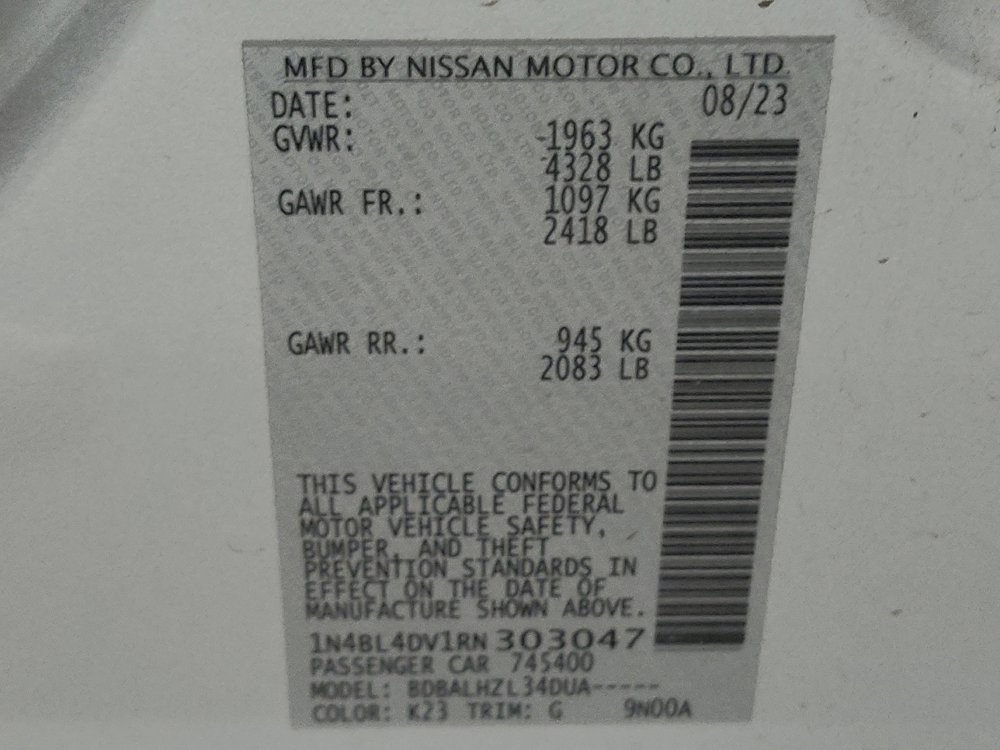 MFD BY NISSAN MOTOR CO., LTD.
DATE: 08/23
GVWR: 1963 KG
4328 LB
GAWR FR.: 1097 KG
2418 LB
GAWR RR.: 945 KG
2083 LB
THIS VEHICLE CONFORMS TO
ALL APPLICABLE FEDERAL
MOTOR VEHICLE SAFETY,
BUMPER, AND THEFT
PREVENTION STANDARDS IN
EFFECT ON THE DATE OF
MANUFACTURE SHOWN ABOVE.
1N4BL4DV1RN303047
PASSENGER CAR 745400
MODEL: BDBALHZL34DUA-----
COLOR: K23 TRIM: G 9N00A